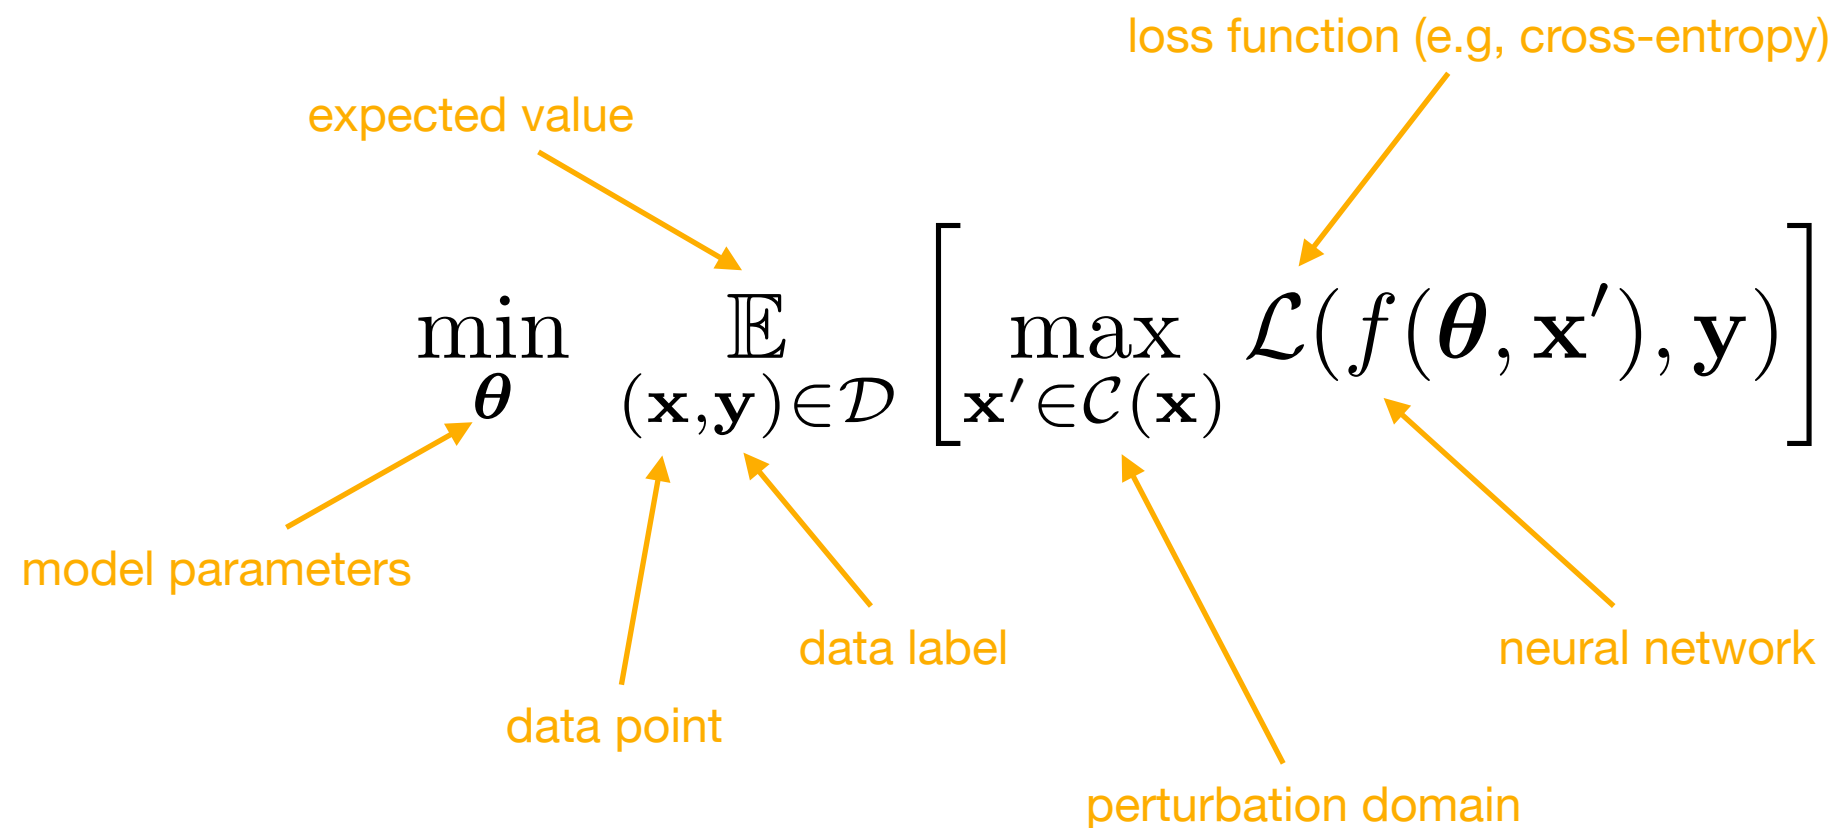 loss function (e.g, cross-entropy)
expected value
min 𝔼 [max ℒ(f(θ, x′), y)]
θ (x,y)∈𝒟 x′∈𝒞(x)
model parameters
data label
neural network
data point
perturbation domain